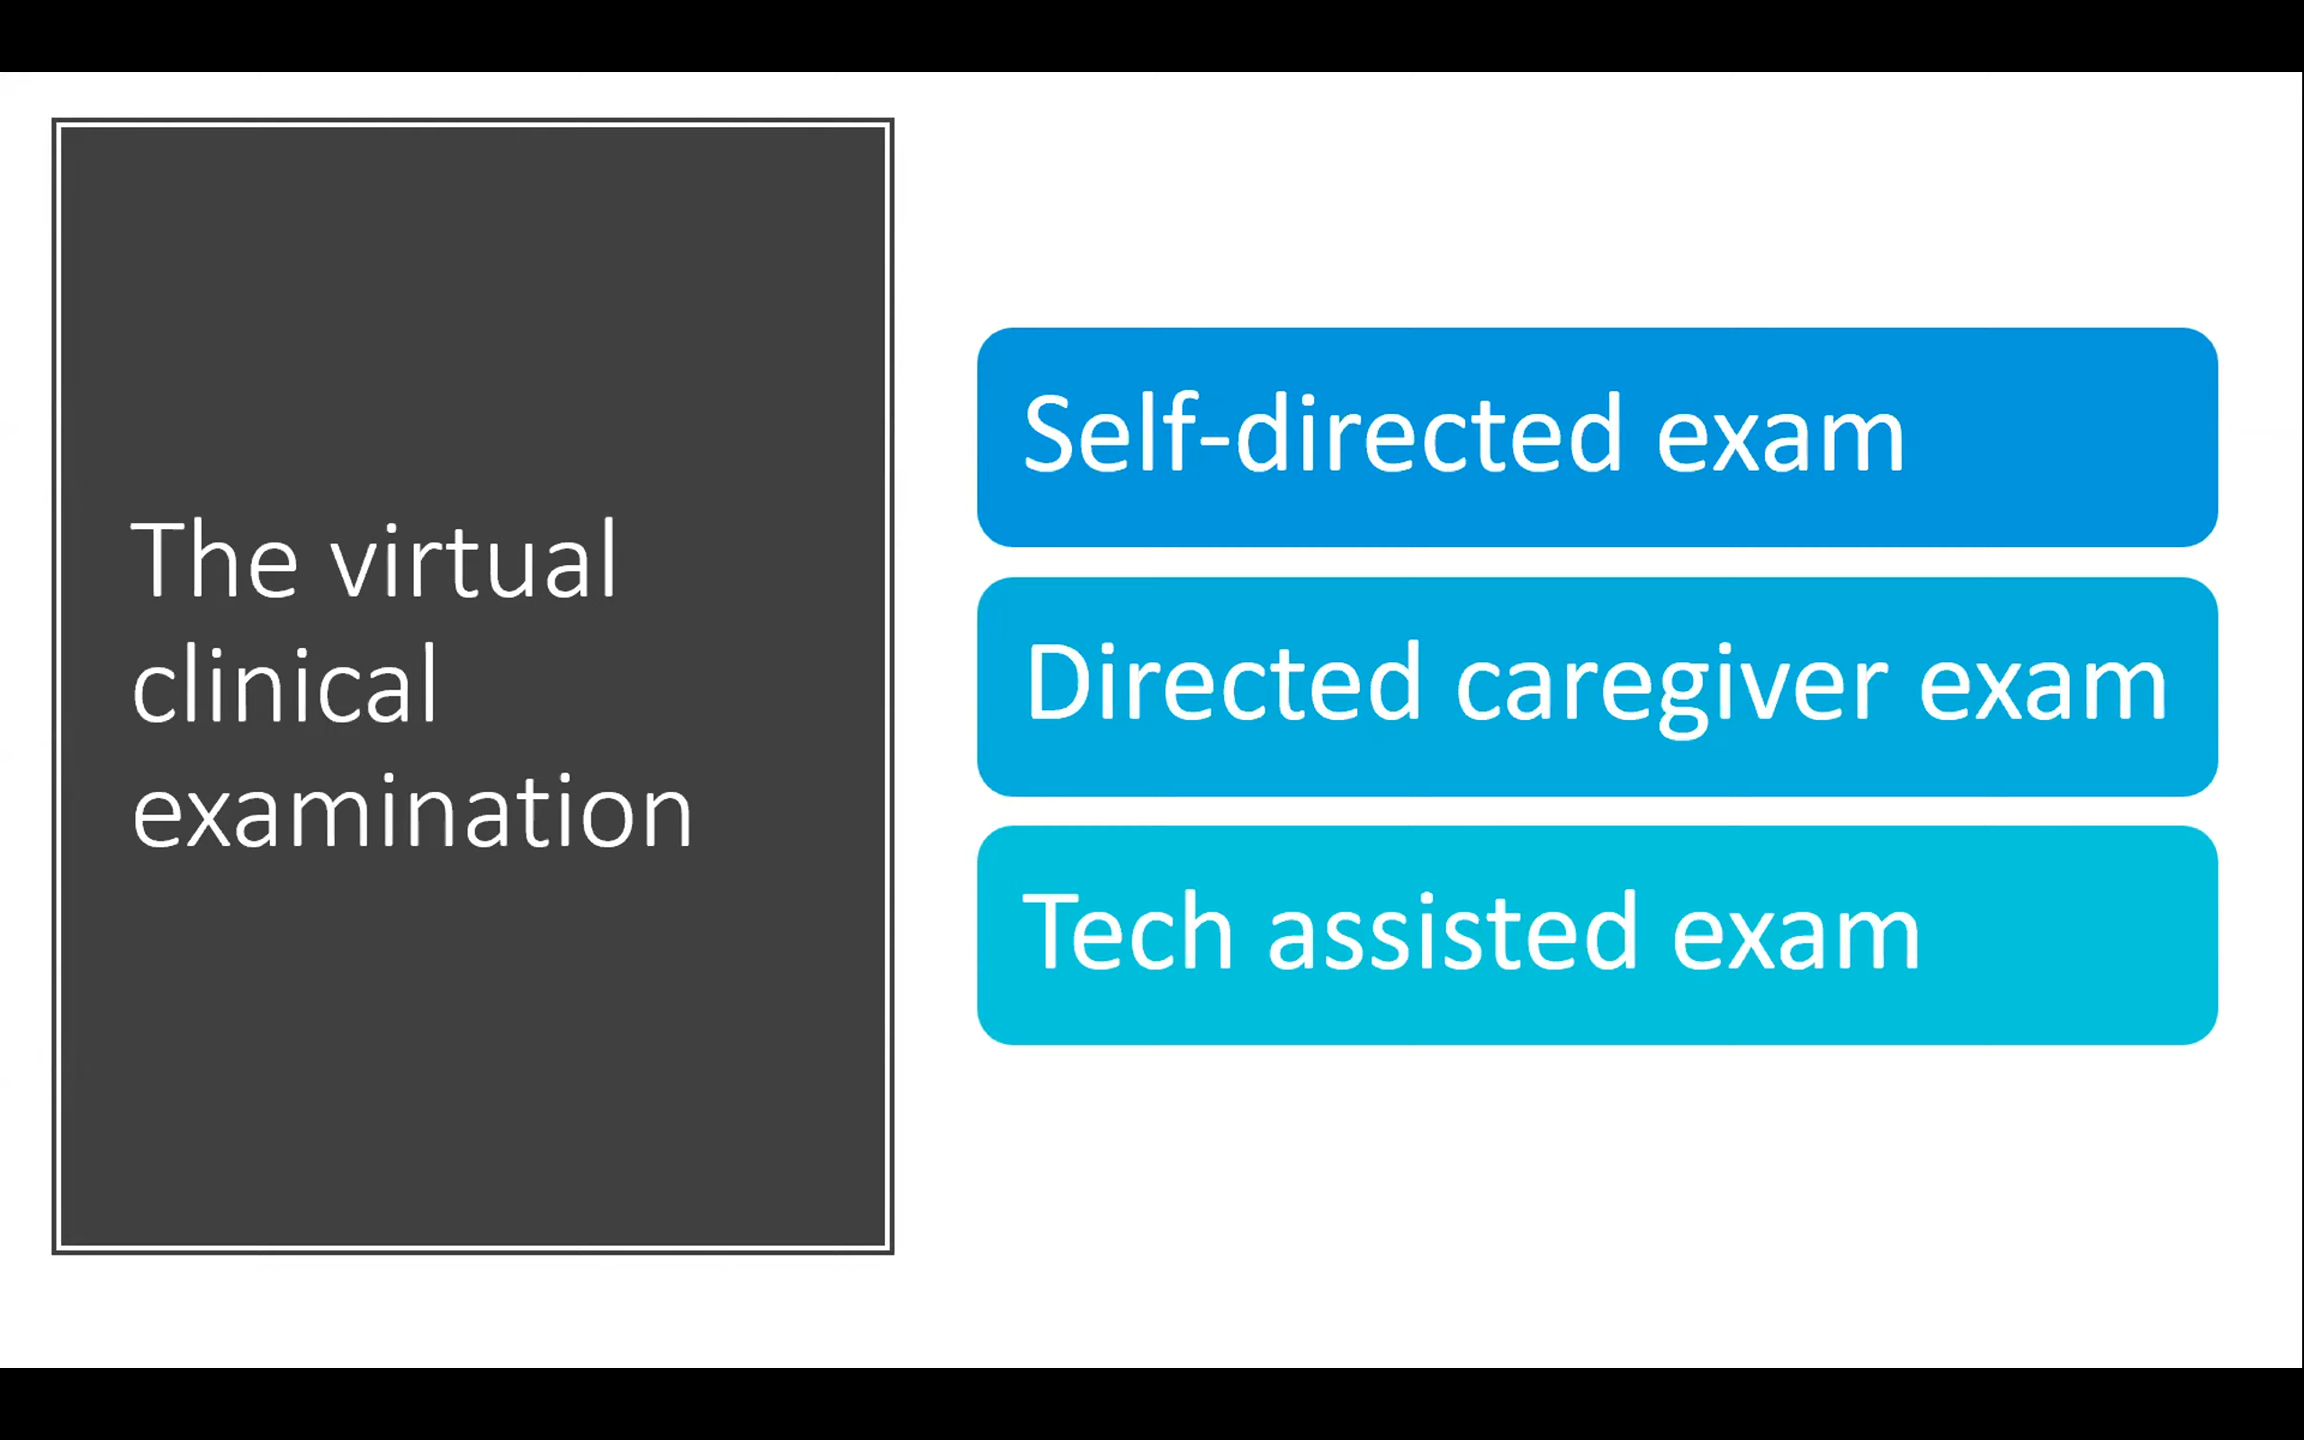 The virtual
clinical
examination
Self-directed exam
Directed caregiver exam
Tech assisted exam